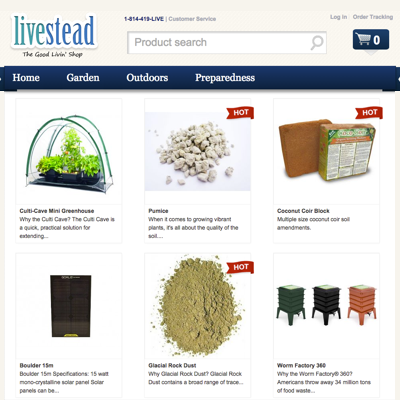 livestead
The Good Livin' Shop
1-814-419-LIVE | Customer Service
Log in Order Tracking
Product search
0
Home Garden Outdoors Preparedness
HOT
HOT
Culti-Cave Mini Greenhouse
Why the Culti Cave? The Culti Cave is
a quick, practical solution for
extending...
Pumice
When it comes to growing vibrant
plants, it's all about the quality of the
soil....
Coconut Coir Block
Multiple size coconut coir soil
amendments.
HOT
Boulder 15m
Boulder 15m Specifications: 15 watt
mono-crystalline solar panel Solar
panels can be...
Glacial Rock Dust
Why Glacial Rock Dust? Glacial Rock
Dust contains a broad range of trace...
Worm Factory 360
Why the Worm Factory® 360?
Americans throw away 34 million tons
of food waste...